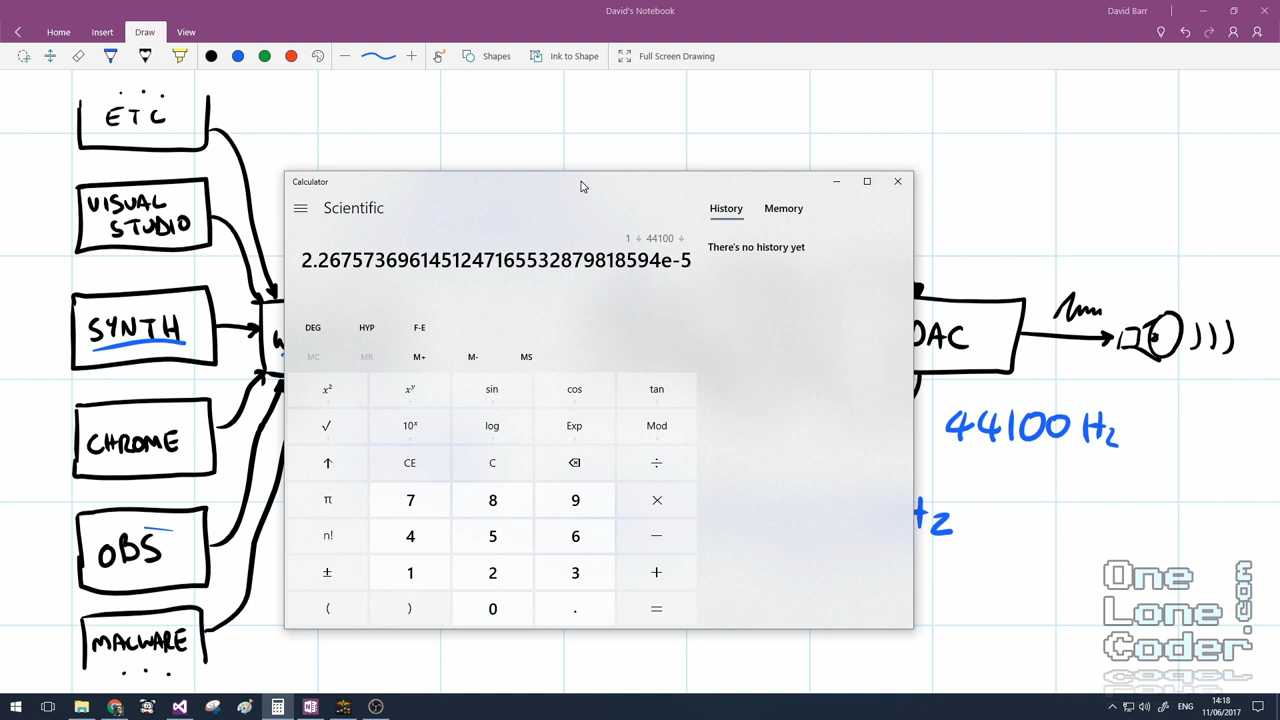 David's Notebook
David Barr
Home Insert Draw View
Shapes Ink to Shape Full Screen Drawing
ETC
VISUAL
STUDIO
SYNTH
CHROME
OBS
MALWARE
Calculator
Scientific
History Memory
There's no history yet
1 ÷ 44100 ÷
2.2675736961451247165532879818594e-5
DEG HYP F-E
MC MR M+ M- MS
x² xʸ sin cos tan
√ 10ˣ log Exp Mod
↑ CE C ⌫ ÷
π 7 8 9 ×
n! 4 5 6 −
± 1 2 3 +
( ) 0 . =
DAC
44100 Hz
Hz
One
Lone
Coder
.com
ENG
14:18
11/06/2017